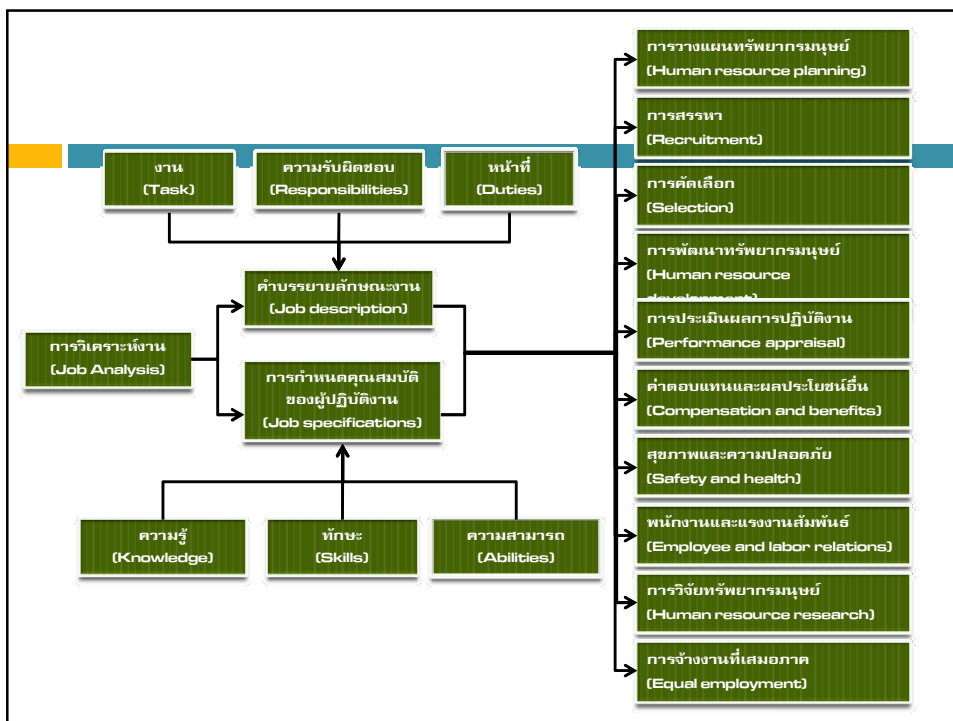 งาน
(Task)
ความรับผิดชอบ
(Responsibilities)
หน้าที่
(Duties)
คำบรรยายลักษณะงาน
(Job description)
การวิเคราะห์งาน
(Job Analysis)
การกำหนดคุณสมบัติ
ของผู้ปฏิบัติงาน
(Job specifications)
ความรู้
(Knowledge)
ทักษะ
(Skills)
ความสามารถ
(Abilities)
การวางแผนทรัพยากรมนุษย์
(Human resource planning)
การสรรหา
(Recruitment)
การคัดเลือก
(Selection)
การพัฒนาทรัพยากรมนุษย์
(Human resource
development)
การประเมินผลการปฏิบัติงาน
(Performance appraisal)
ค่าตอบแทนและผลประโยชน์อื่น
(Compensation and benefits)
สุขภาพและความปลอดภัย
(Safety and health)
พนักงานและแรงงานสัมพันธ์
(Employee and labor relations)
การวิจัยทรัพยากรมนุษย์
(Human resource research)
การจ้างงานที่เสมอภาค
(Equal employment)